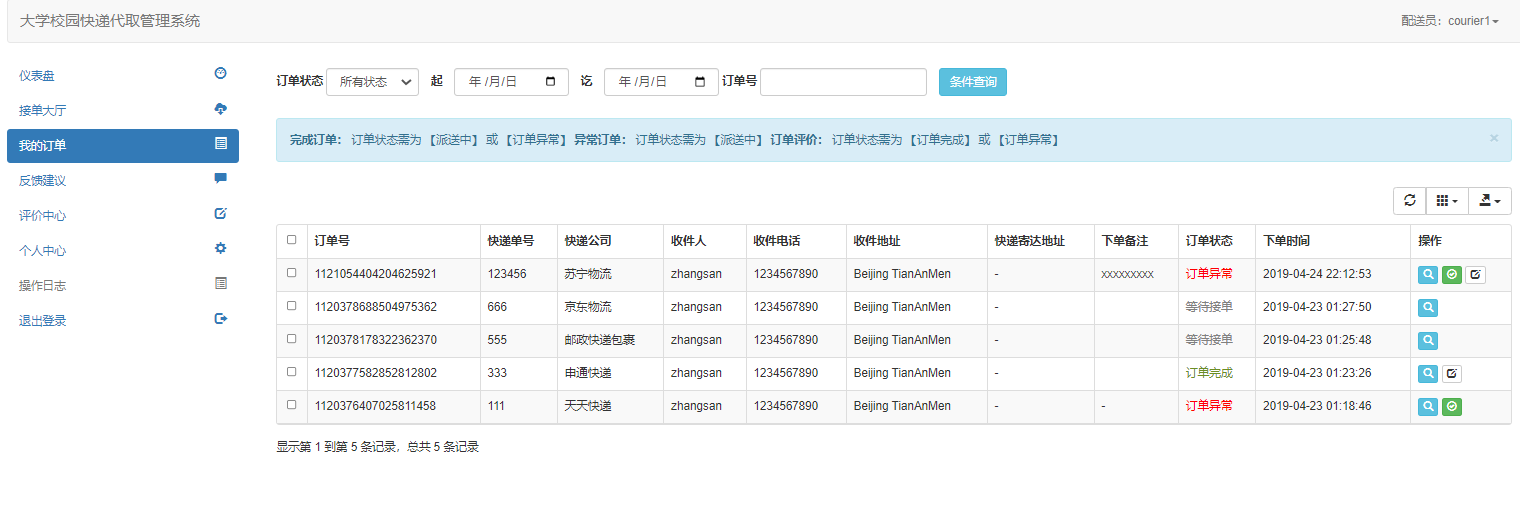 大学校园快递代取管理系统
配送员：courier1
仪表盘
接单大厅
我的订单
反馈建议
评价中心
个人中心
操作日志
退出登录
订单状态 所有状态 起 年 /月/日 讫 年 /月/日 订单号 条件查询
完成订单： 订单状态需为 【派送中】 或 【订单异常】 异常订单： 订单状态需为 【派送中】 订单评价： 订单状态需为 【订单完成】 或 【订单异常】 ×
订单号 快递单号 快递公司 收件人 收件电话 收件地址 快递寄达地址 下单备注 订单状态 下单时间 操作
1121054404204625921 123456 苏宁物流 zhangsan 1234567890 Beijing TianAnMen - xxxxxxxxx 订单异常 2019-04-24 22:12:53
1120378688504975362 666 京东物流 zhangsan 1234567890 Beijing TianAnMen - 等待接单 2019-04-23 01:27:50
1120378178322362370 555 邮政快递包裹 zhangsan 1234567890 Beijing TianAnMen - 等待接单 2019-04-23 01:25:48
1120377582852812802 333 申通快递 zhangsan 1234567890 Beijing TianAnMen - 订单完成 2019-04-23 01:23:26
1120376407025811458 111 天天快递 zhangsan 1234567890 Beijing TianAnMen - - 订单异常 2019-04-23 01:18:46
显示第 1 到第 5 条记录，总共 5 条记录